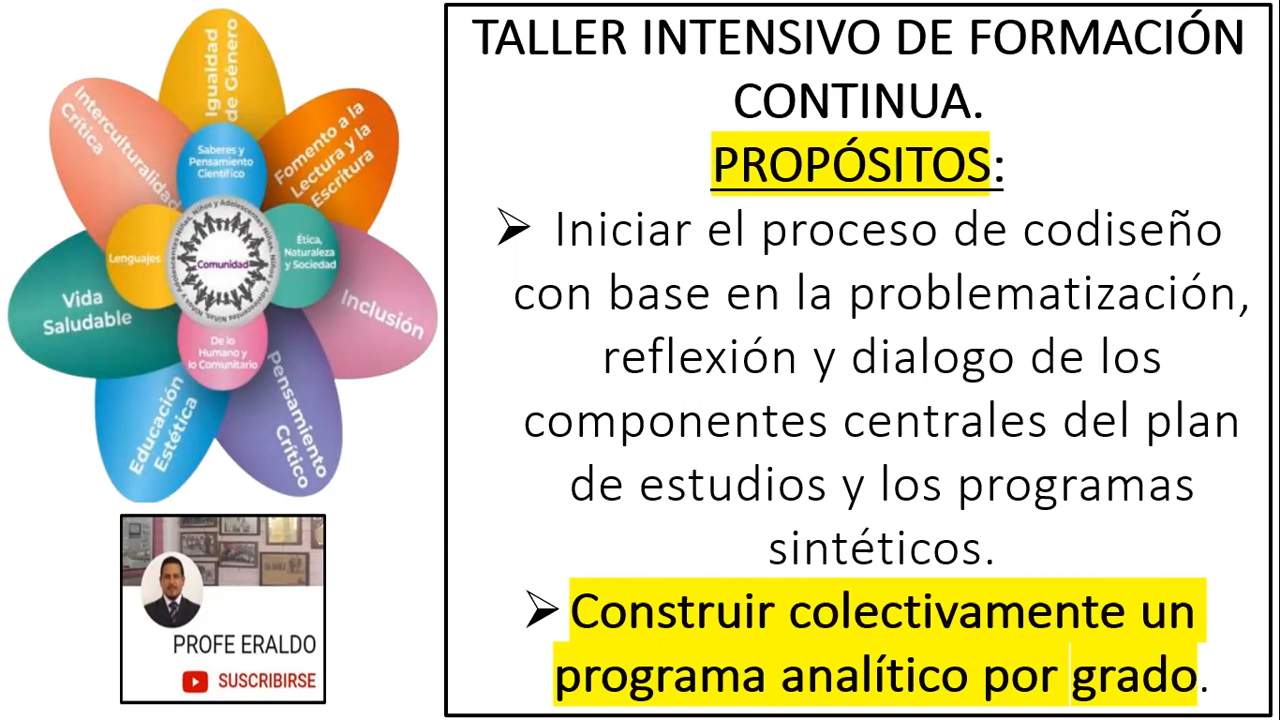 TALLER INTENSIVO DE FORMACIÓN
CONTINUA.
PROPÓSITOS:
➢ Iniciar el proceso de codiseño
con base en la problematización,
reflexión y dialogo de los
componentes centrales del plan
de estudios y los programas
sintéticos.
➢ Construir colectivamente un
programa analítico por grado.
Igualdad
de Género
Interculturalidad
Crítica
Fomento a la
Lectura y la
Escritura
Saberes y
Pensamiento
Científico
Lenguajes
Comunidad
Ética,
Naturaleza
y Sociedad
De lo
Humano y
lo Comunitario
Vida
Saludable
Inclusión
Educación
Estética
Pensamiento
Crítico
PROFE ERALDO
SUSCRIBIRSE